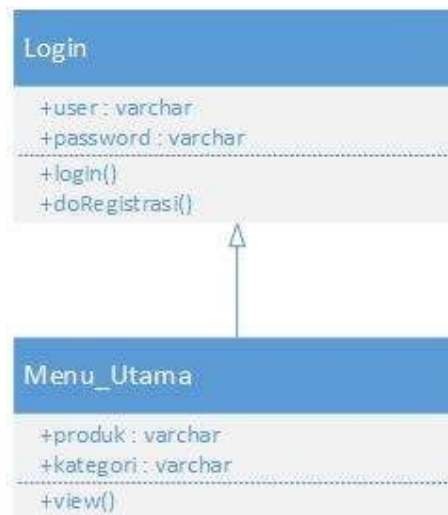 Login
+user : varchar
+password : varchar
+login()
+doRegistrasi()
Menu_Utama
+produk : varchar
+kategori : varchar
+view()